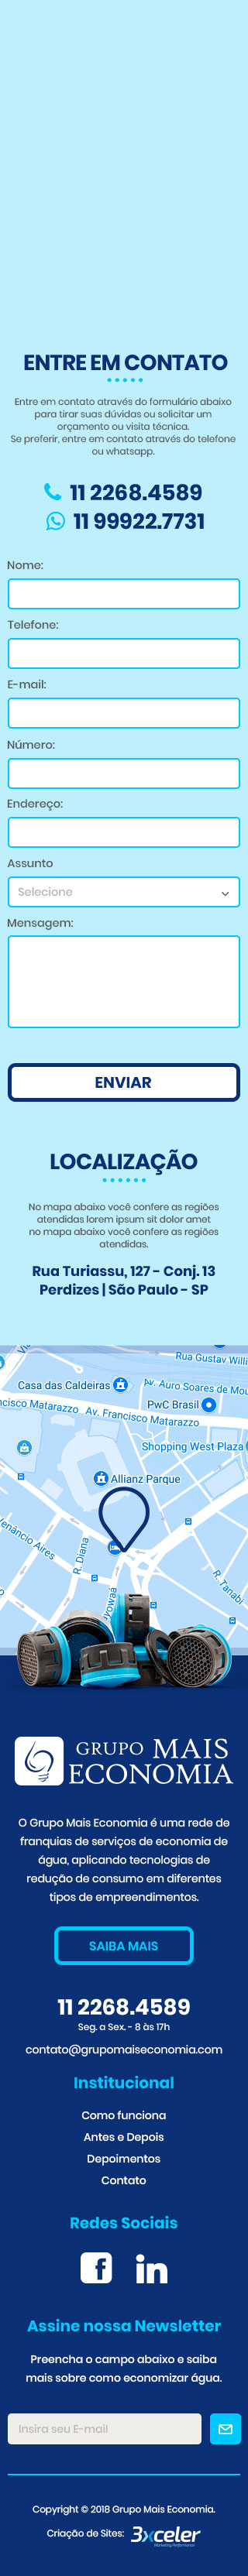 ENTRE EM CONTATO
Entre em contato através do formulário abaixo
para tirar suas dúvidas ou solicitar um
orçamento ou visita técnica.
Se preferir, entre em contato através do telefone
ou whatsapp.
11 2268.4589
11 99922.7731
Nome:
Telefone:
E-mail:
Número:
Endereço:
Assunto
Selecione
Mensagem:
ENVIAR
LOCALIZAÇÃO
No mapa abaixo você confere as regiões
atendidas lorem ipsum sit dolor amet
no mapa abaixo você confere as regiões
atendidas.
Rua Turiassu, 127 - Conj. 13
Perdizes | São Paulo - SP
Rua Gustav Willi
Casa das Caldeiras
Av. Auro Soares de Mou
ncisco Matarazzo
Av. Francisco Matarazzo
PwC Brasil
Shopping West Plaza
Allianz Parque
Venâncio Aires
R. Diana
R. Tanabi
GRUPO MAIS
ECONOMIA
O Grupo Mais Economia é uma rede de
franquias de serviços de economia de
água, aplicando tecnologias de
redução de consumo em diferentes
tipos de empreendimentos.
SAIBA MAIS
11 2268.4589
Seg. a Sex. - 8 às 17h
contato@grupomaiseconomia.com
Institucional
Como funciona
Antes e Depois
Depoimentos
Contato
Redes Sociais
Assine nossa Newsletter
Preencha o campo abaixo e saiba
mais sobre como economizar água.
Insira seu E-mail
Copyright © 2018 Grupo Mais Economia.
Criação de Sites: 3xceler